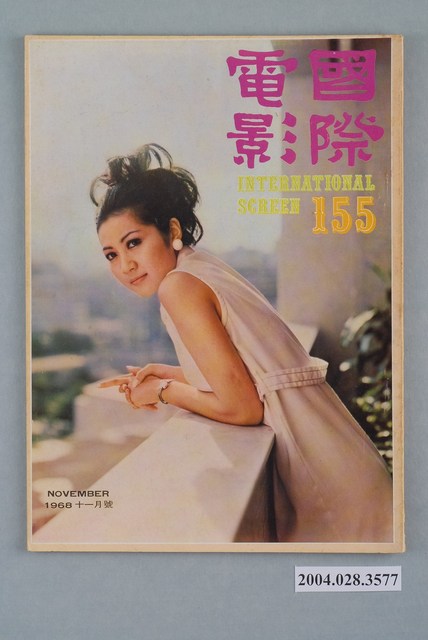 國際
電影
INTERNATIONAL
SCREEN 155
NOVEMBER
1968 十一月號
2004.028.3577